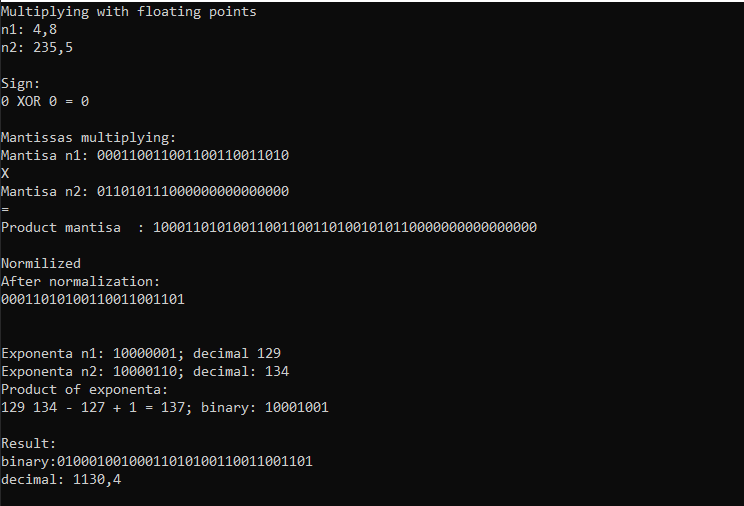 Multiplying with floating points
n1: 4,8
n2: 235,5
Sign:
0 XOR 0 = 0
Mantissas multiplying:
Mantisa n1: 000110011001100110011010
X
Mantisa n2: 011010111000000000000000
=
Product mantisa  : 100011010100110011001101001010110000000000000000
Normilized
After normalization:
00011010100110011001101
Exponenta n1: 10000001; decimal 129
Exponenta n2: 10000110; decimal: 134
Product of exponenta:
129 134 - 127 + 1 = 137; binary: 10001001
Result:
binary:01000100100011010100110011001101
decimal: 1130,4